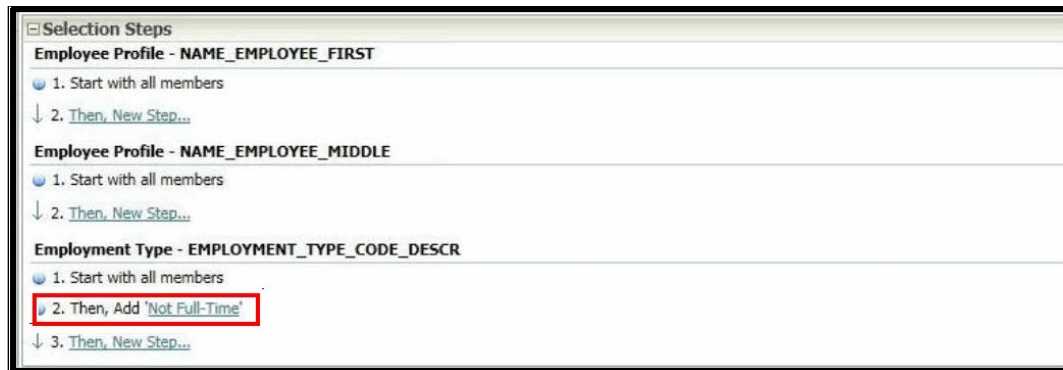 Selection Steps
Employee Profile - NAME_EMPLOYEE_FIRST
1. Start with all members
2. Then, New Step...
Employee Profile - NAME_EMPLOYEE_MIDDLE
1. Start with all members
2. Then, New Step...
Employment Type - EMPLOYMENT_TYPE_CODE_DESCR
1. Start with all members
2. Then, Add 'Not Full-Time'
3. Then, New Step...